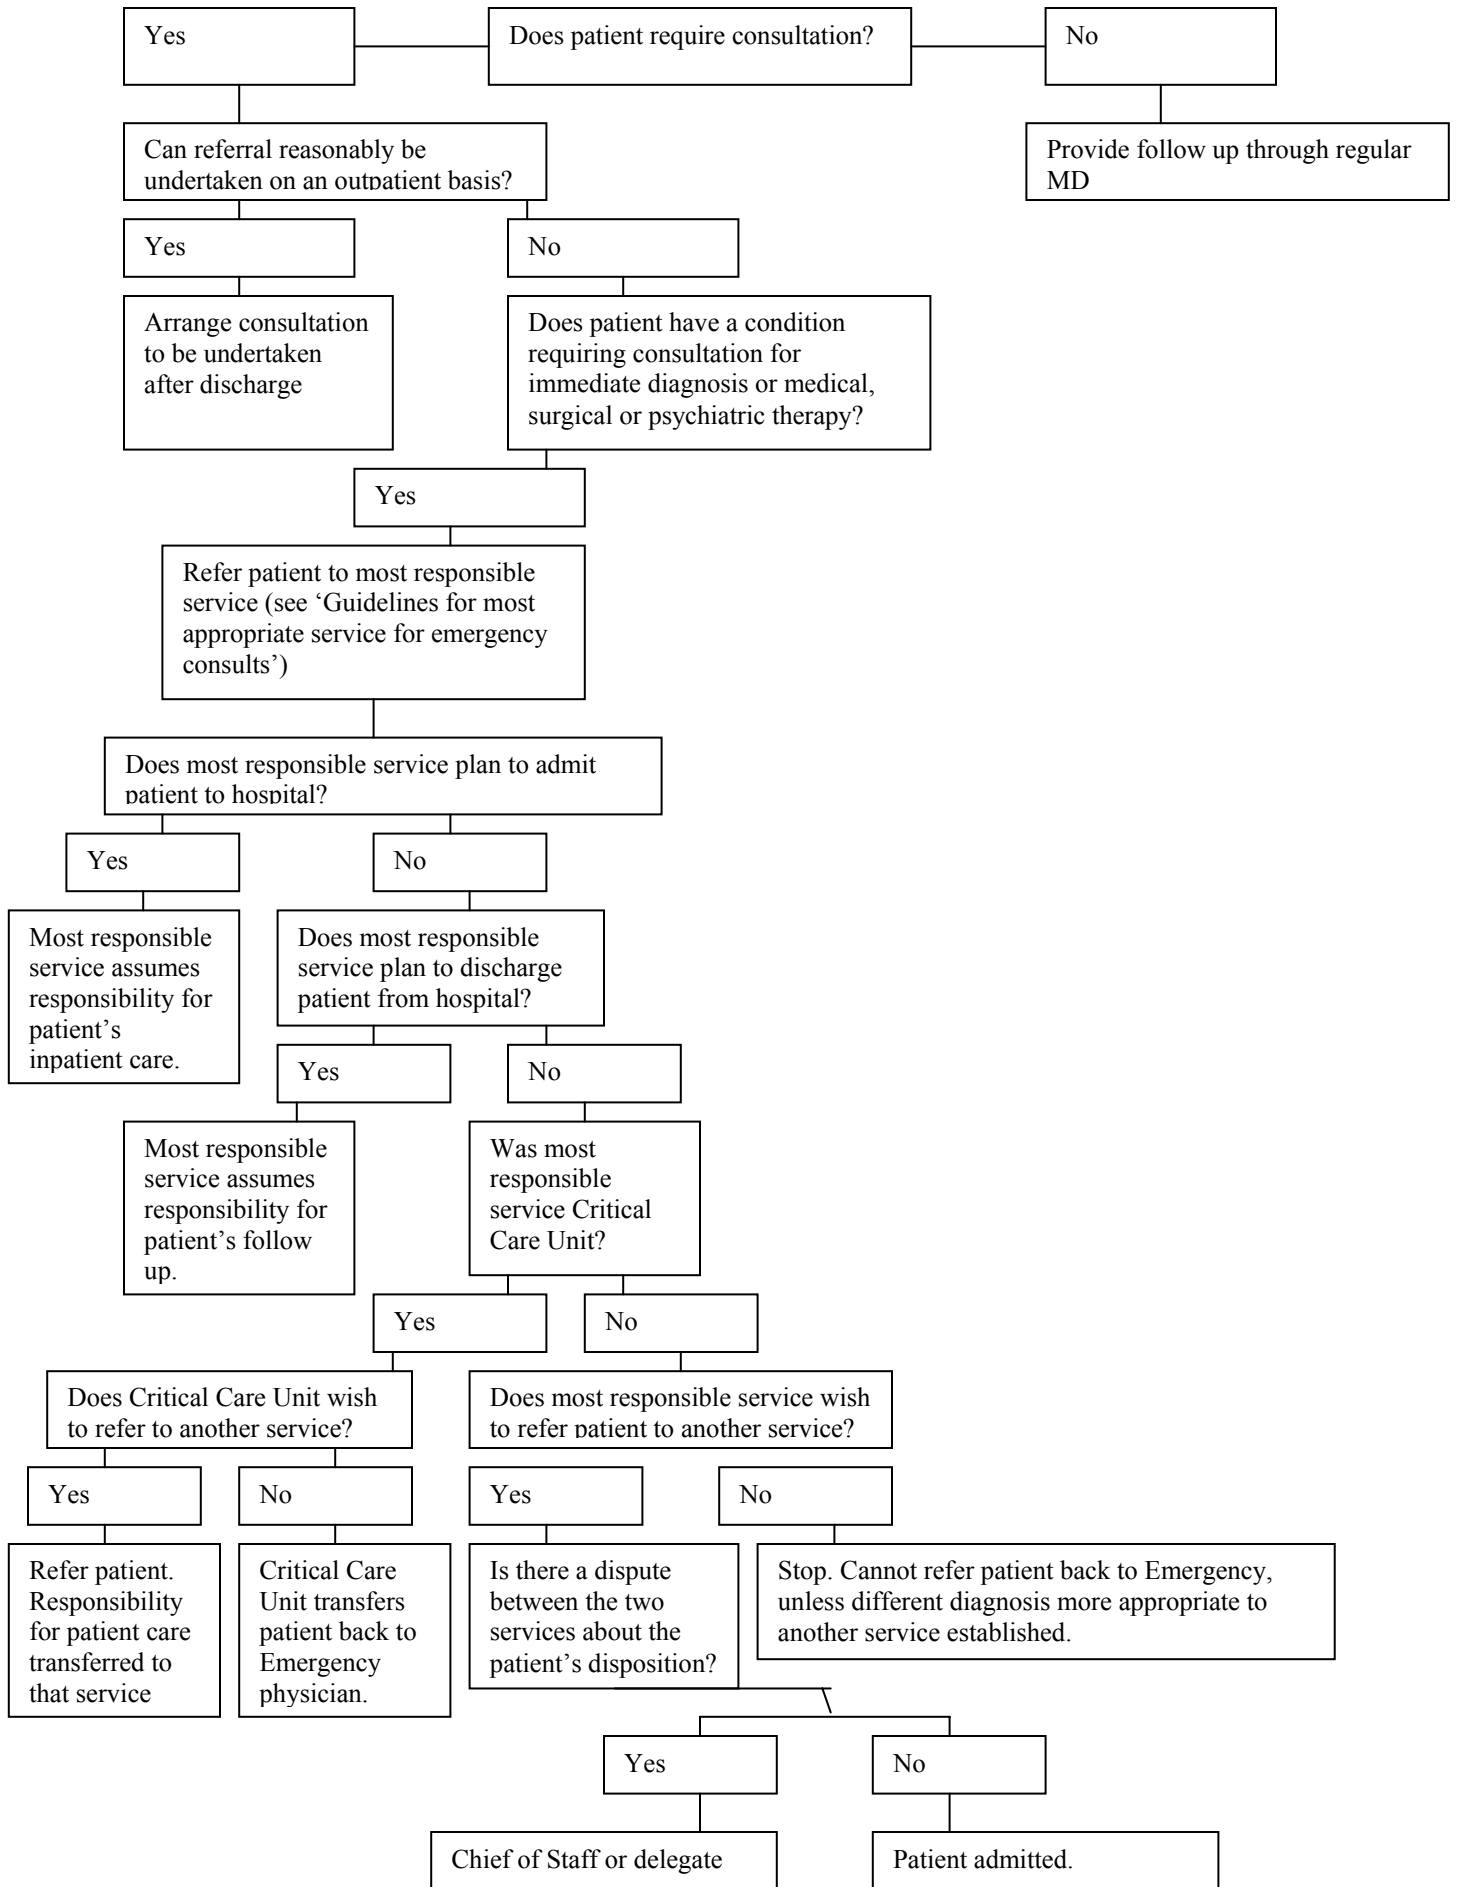 Yes
Does patient require consultation?
No
Can referral reasonably be
undertaken on an outpatient basis?
Provide follow up through regular
MD
Yes
No
Arrange consultation
to be undertaken
after discharge
Does patient have a condition
requiring consultation for
immediate diagnosis or medical,
surgical or psychiatric therapy?
Yes
Refer patient to most responsible
service (see ‘Guidelines for most
appropriate service for emergency
consults’)
Does most responsible service plan to admit
patient to hospital?
Yes
No
Most responsible
service assumes
responsibility for
patient’s
inpatient care.
Does most responsible
service plan to discharge
patient from hospital?
Yes
No
Most responsible
service assumes
responsibility for
patient’s follow
up.
Was most
responsible
service Critical
Care Unit?
Yes
No
Does Critical Care Unit wish
to refer to another service?
Does most responsible service wish
to refer patient to another service?
Yes
No
Yes
No
Refer patient.
Responsibility
for patient care
transferred to
that service
Critical Care
Unit transfers
patient back to
Emergency
physician.
Is there a dispute
between the two
services about the
patient’s disposition?
Stop. Cannot refer patient back to Emergency,
unless different diagnosis more appropriate to
another service established.
Yes
No
Chief of Staff or delegate
Patient admitted.